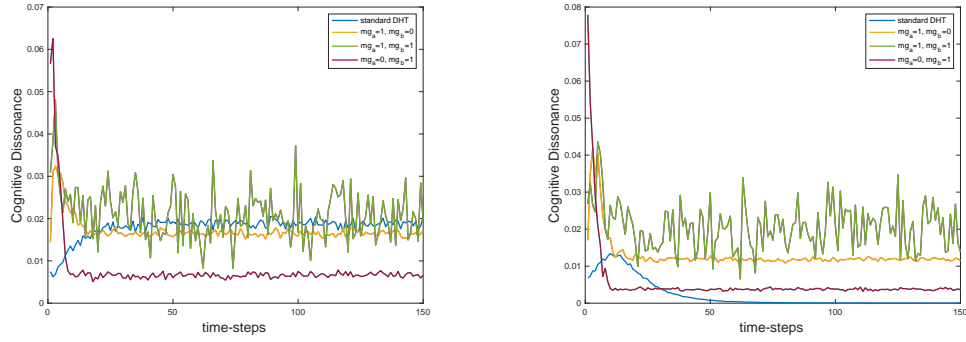 0.07
0.06
0.05
0.04
0.03
0.02
0.01
0
Cognitive Dissonance
standard DHT
mg_a=1, mg_b=0
mg_a=1, mg_b=1
mg_a=0, mg_b=1
0 50 100 150
time-steps
0.08
0.07
0.06
0.05
0.04
0.03
0.02
0.01
0
Cognitive Dissonance
standard DHT
mg_a=1, mg_b=0
mg_a=1, mg_b=1
mg_a=0, mg_b=1
0 50 100 150
time-steps